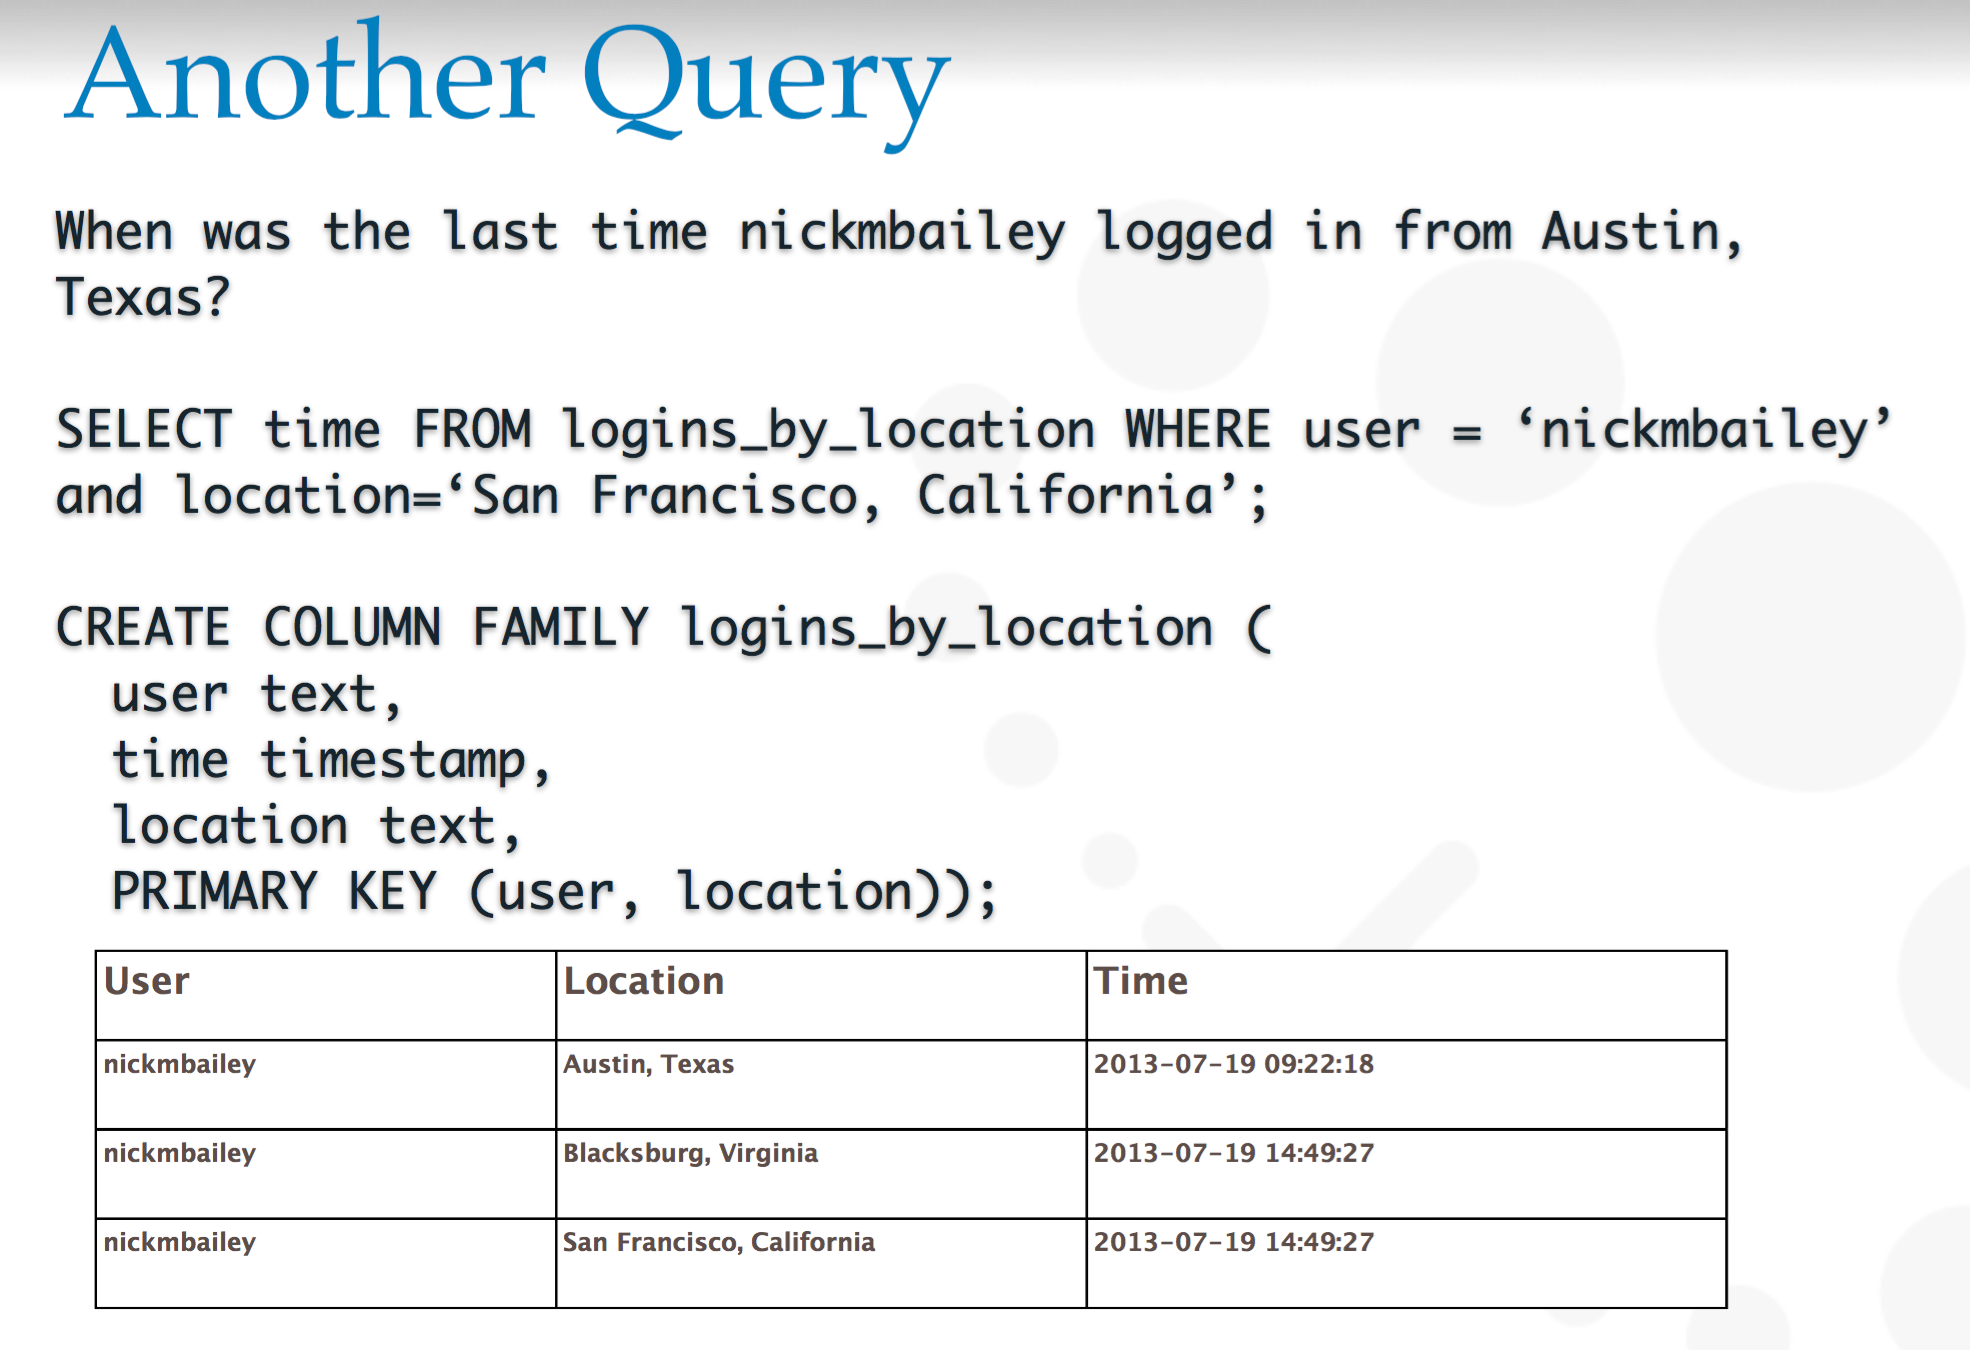 Another Query
When was the last time nickmbailey logged in from Austin,
Texas?
SELECT time FROM logins_by_location WHERE user = ‘nickmbailey’
and location=‘San Francisco, California’;
CREATE COLUMN FAMILY logins_by_location (
user text,
time timestamp,
location text,
PRIMARY KEY (user, location));
User Location Time
nickmbailey Austin, Texas 2013-07-19 09:22:18
nickmbailey Blacksburg, Virginia 2013-07-19 14:49:27
nickmbailey San Francisco, California 2013-07-19 14:49:27